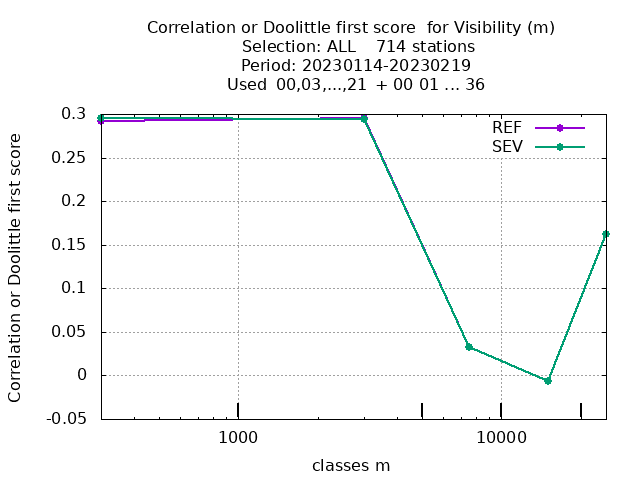 Correlation or Doolittle first score  for Visibility (m)
Selection: ALL    714 stations
Period: 20230114-20230219
Used  00,03,...,21  + 00 01 ... 36
Correlation or Doolittle first score
0.3
0.25
0.2
0.15
0.1
0.05
0
-0.05
REF
SEV
1000
10000
classes m